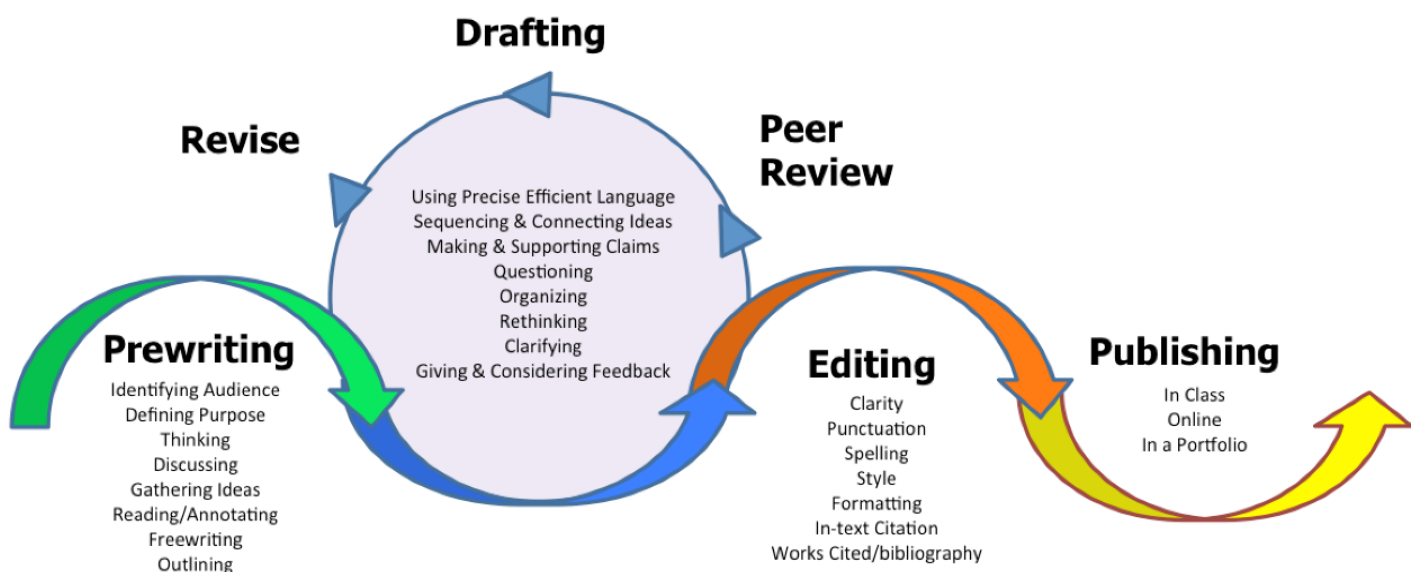 Drafting
Revise
Peer
Review
Using Precise Efficient Language
Sequencing & Connecting Ideas
Making & Supporting Claims
Questioning
Organizing
Rethinking
Clarifying
Giving & Considering Feedback
Prewriting
Identifying Audience
Defining Purpose
Thinking
Discussing
Gathering Ideas
Reading/Annotating
Freewriting
Outlining
Editing
Clarity
Punctuation
Spelling
Style
Formatting
In-text Citation
Works Cited/bibliography
Publishing
In Class
Online
In a Portfolio